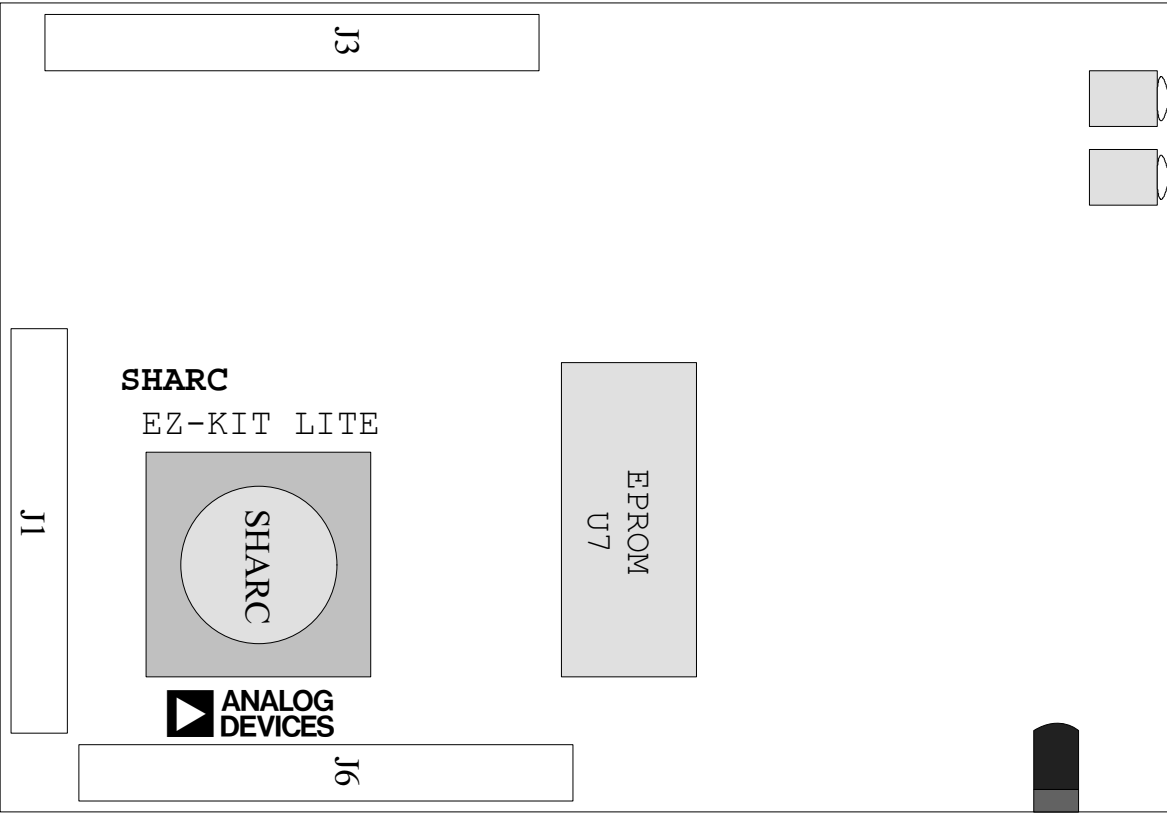 J3
SHARC
EZ-KIT LITE
J1
SHARC
EPROM
U7
ANALOG
DEVICES
J6